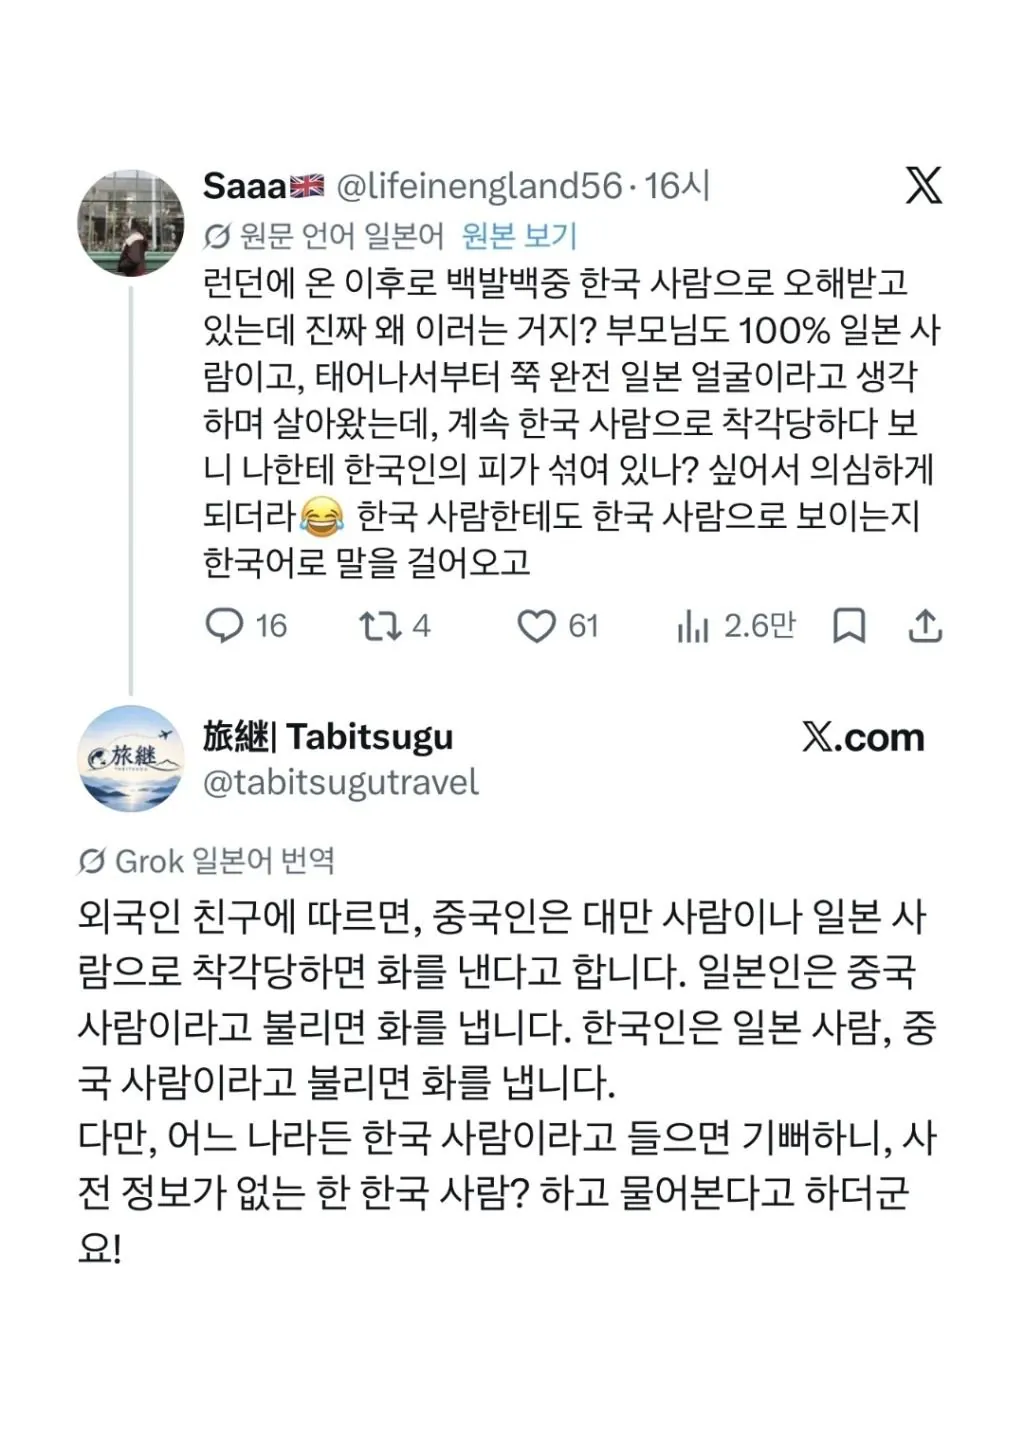 Saaa🇬🇧 @lifeinengland56 · 16시
원문 언어 일본어 원본 보기
런던에 온 이후로 백발백중 한국 사람으로 오해받고
있는데 진짜 왜 이러는 거지? 부모님도 100% 일본 사
람이고, 태어나서부터 쭉 완전 일본 얼굴이라고 생각
하며 살아왔는데, 계속 한국 사람으로 착각당하다 보
니 나한테 한국인의 피가 섞여 있나? 싶어서 의심하게
되더라😂 한국 사람한테도 한국 사람으로 보이는지
한국어로 말을 걸어오고
16 4 61 2.6만
旅継
TABITSUGU
旅継| Tabitsugu
X.com
@tabitsugutravel
Grok 일본어 번역
외국인 친구에 따르면, 중국인은 대만 사람이나 일본 사
람으로 착각당하면 화를 낸다고 합니다. 일본인은 중국
사람이라고 불리면 화를 냅니다. 한국인은 일본 사람, 중
국 사람이라고 불리면 화를 냅니다.
다만, 어느 나라든 한국 사람이라고 들으면 기뻐하니, 사
전 정보가 없는 한 한국 사람? 하고 물어본다고 하더군
요!